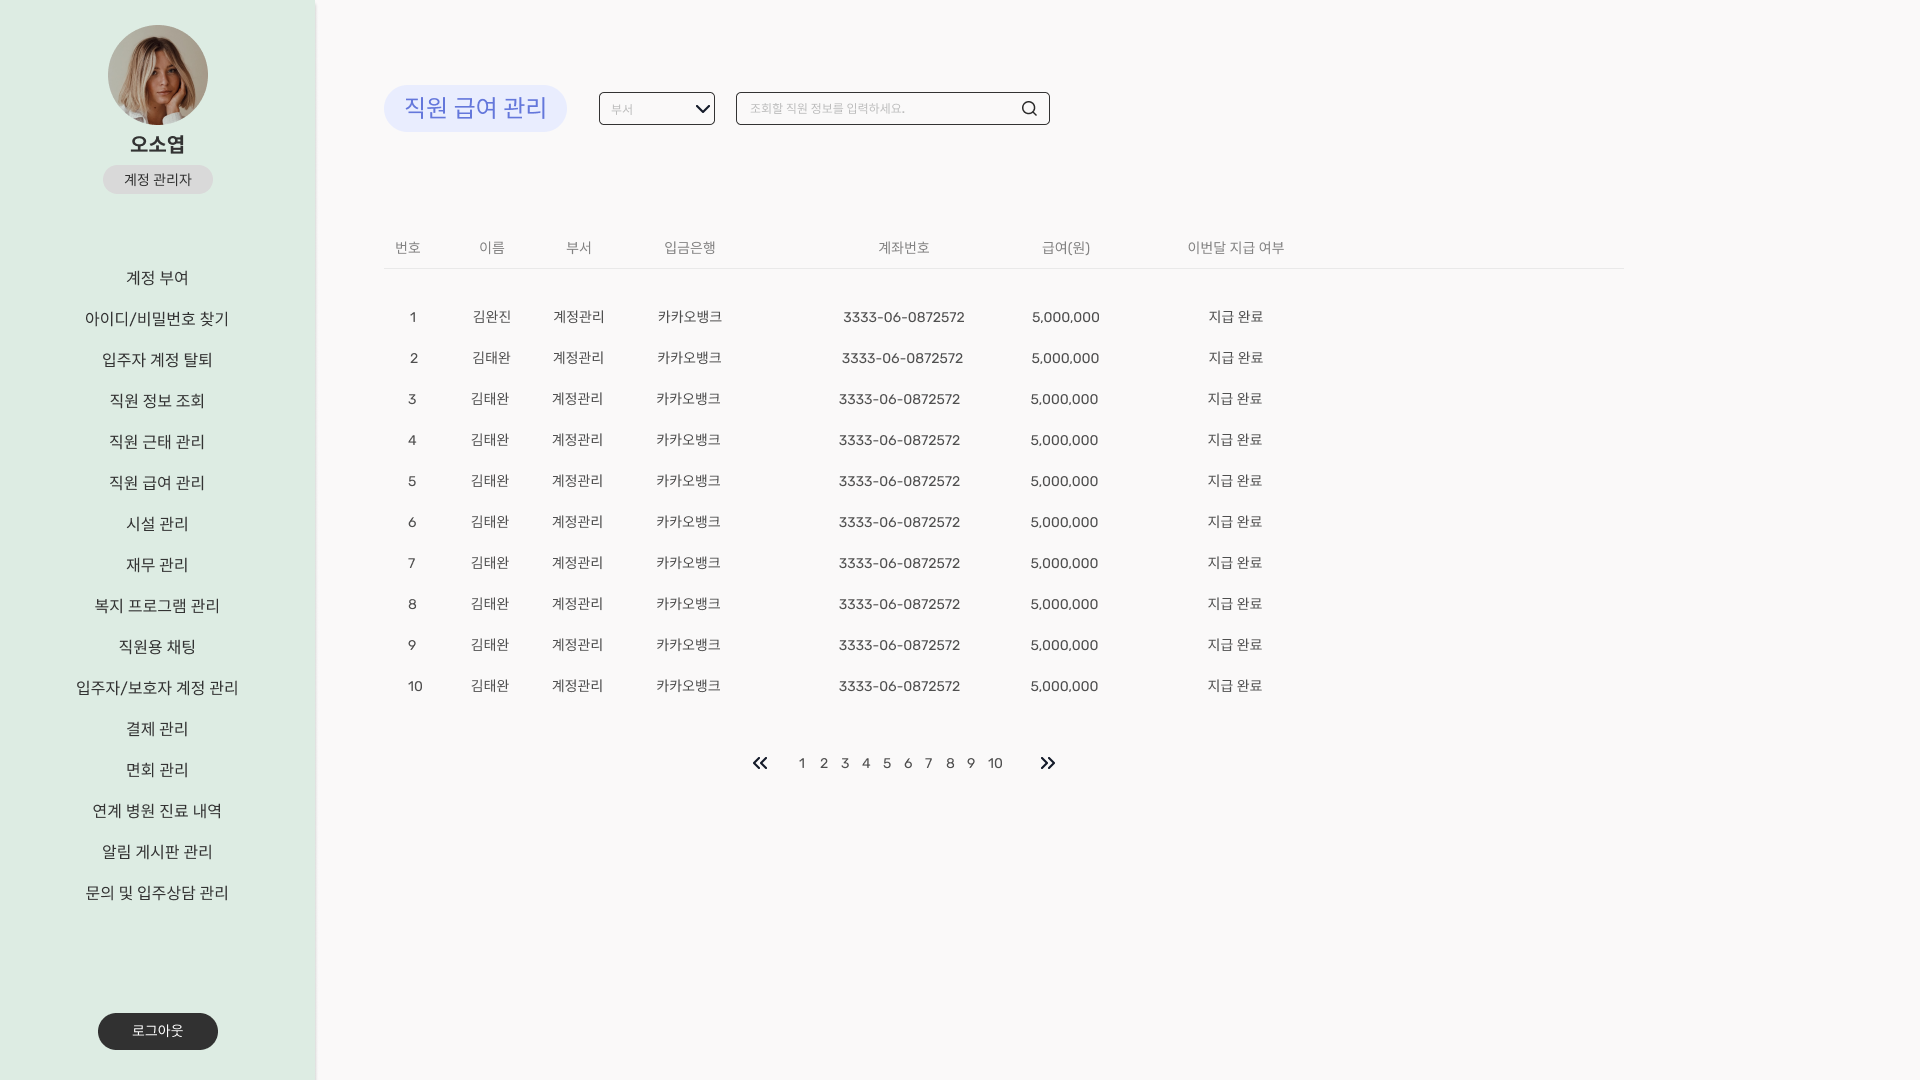 오소엽
계정 관리자
계정 부여
아이디/비밀번호 찾기
입주자 계정 탈퇴
직원 정보 조회
직원 근태 관리
직원 급여 관리
시설 관리
재무 관리
복지 프로그램 관리
직원용 채팅
입주자/보호자 계정 관리
결제 관리
면회 관리
연계 병원 진료 내역
알림 게시판 관리
문의 및 입주상담 관리
로그아웃
직원 급여 관리 부서 조회할 직원 정보를 입력하세요.
번호 이름 부서 입금은행 계좌번호 급여(원) 이번달 지급 여부
1 김완진 계정관리 카카오뱅크 3333-06-0872572 5,000,000 지급 완료
2 김태완 계정관리 카카오뱅크 3333-06-0872572 5,000,000 지급 완료
3 김태완 계정관리 카카오뱅크 3333-06-0872572 5,000,000 지급 완료
4 김태완 계정관리 카카오뱅크 3333-06-0872572 5,000,000 지급 완료
5 김태완 계정관리 카카오뱅크 3333-06-0872572 5,000,000 지급 완료
6 김태완 계정관리 카카오뱅크 3333-06-0872572 5,000,000 지급 완료
7 김태완 계정관리 카카오뱅크 3333-06-0872572 5,000,000 지급 완료
8 김태완 계정관리 카카오뱅크 3333-06-0872572 5,000,000 지급 완료
9 김태완 계정관리 카카오뱅크 3333-06-0872572 5,000,000 지급 완료
10 김태완 계정관리 카카오뱅크 3333-06-0872572 5,000,000 지급 완료
1 2 3 4 5 6 7 8 9 10